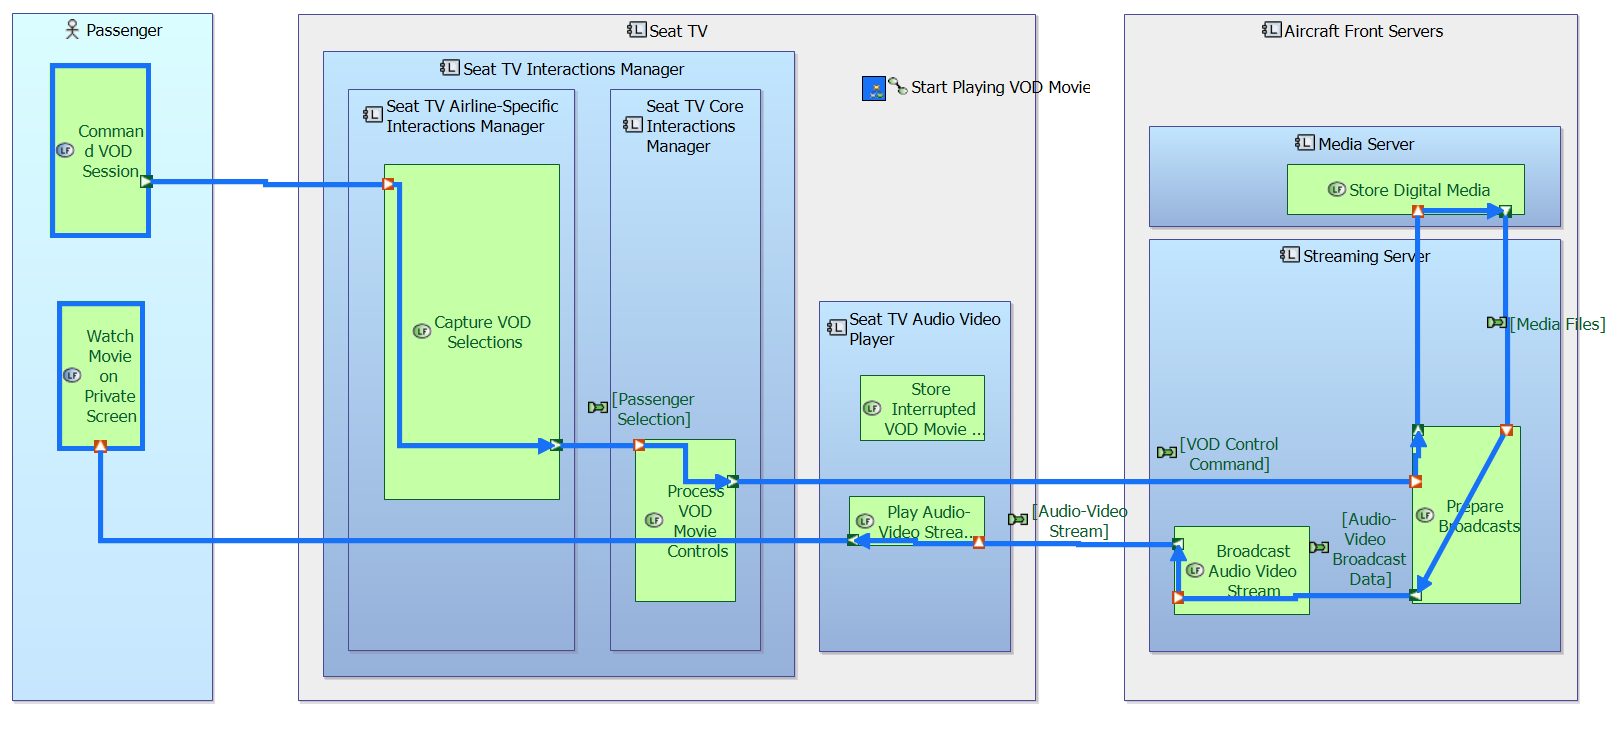 Passenger
Comman
d VOD
Session
Watch
Movie
on
Private
Screen
Seat TV
Seat TV Interactions Manager
Seat TV Airline-Specific
Interactions Manager
Capture VOD
Selections
Seat TV Core
Interactions
Manager
[Passenger
Selection]
Process
VOD
Movie
Controls
Start Playing VOD Movie
Seat TV Audio Video
Player
Store
Interrupted
VOD Movie ...
Play Audio-
Video Strea...
[Audio-Video
Stream]
Aircraft Front Servers
Media Server
Store Digital Media
Streaming Server
[Media Files]
[VOD Control
Command]
Prepare
Broadcasts
[Audio-
Video
Broadcast
Data]
Broadcast
Audio Video
Stream